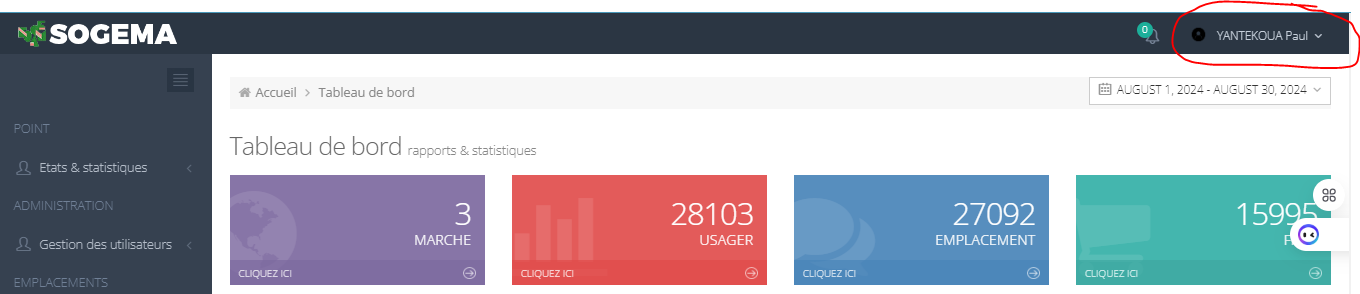 SOGEMA
0
YANTEKOUA Paul
Accueil > Tableau de bord
AUGUST 1, 2024 - AUGUST 30, 2024
POINT
Etats & statistiques
ADMINISTRATION
Gestion des utilisateurs
EMPLACEMENTS
Tableau de bord rapports & statistiques
3
MARCHE
CLIQUEZ ICI
28103
USAGER
CLIQUEZ ICI
27092
EMPLACEMENT
CLIQUEZ ICI
15995
CLIQUEZ ICI